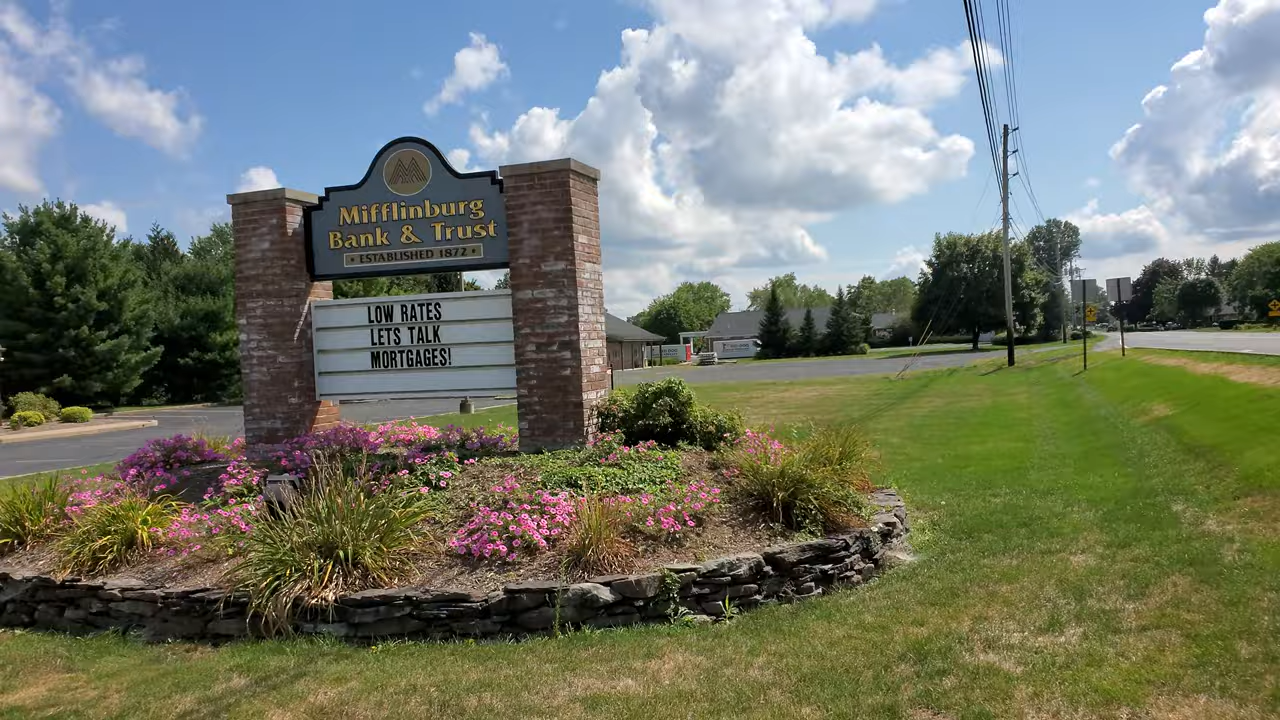 Mifflinburg
Bank & Trust
• ESTABLISHED 1872 •
LOW RATES
LETS TALK
MORTGAGES!